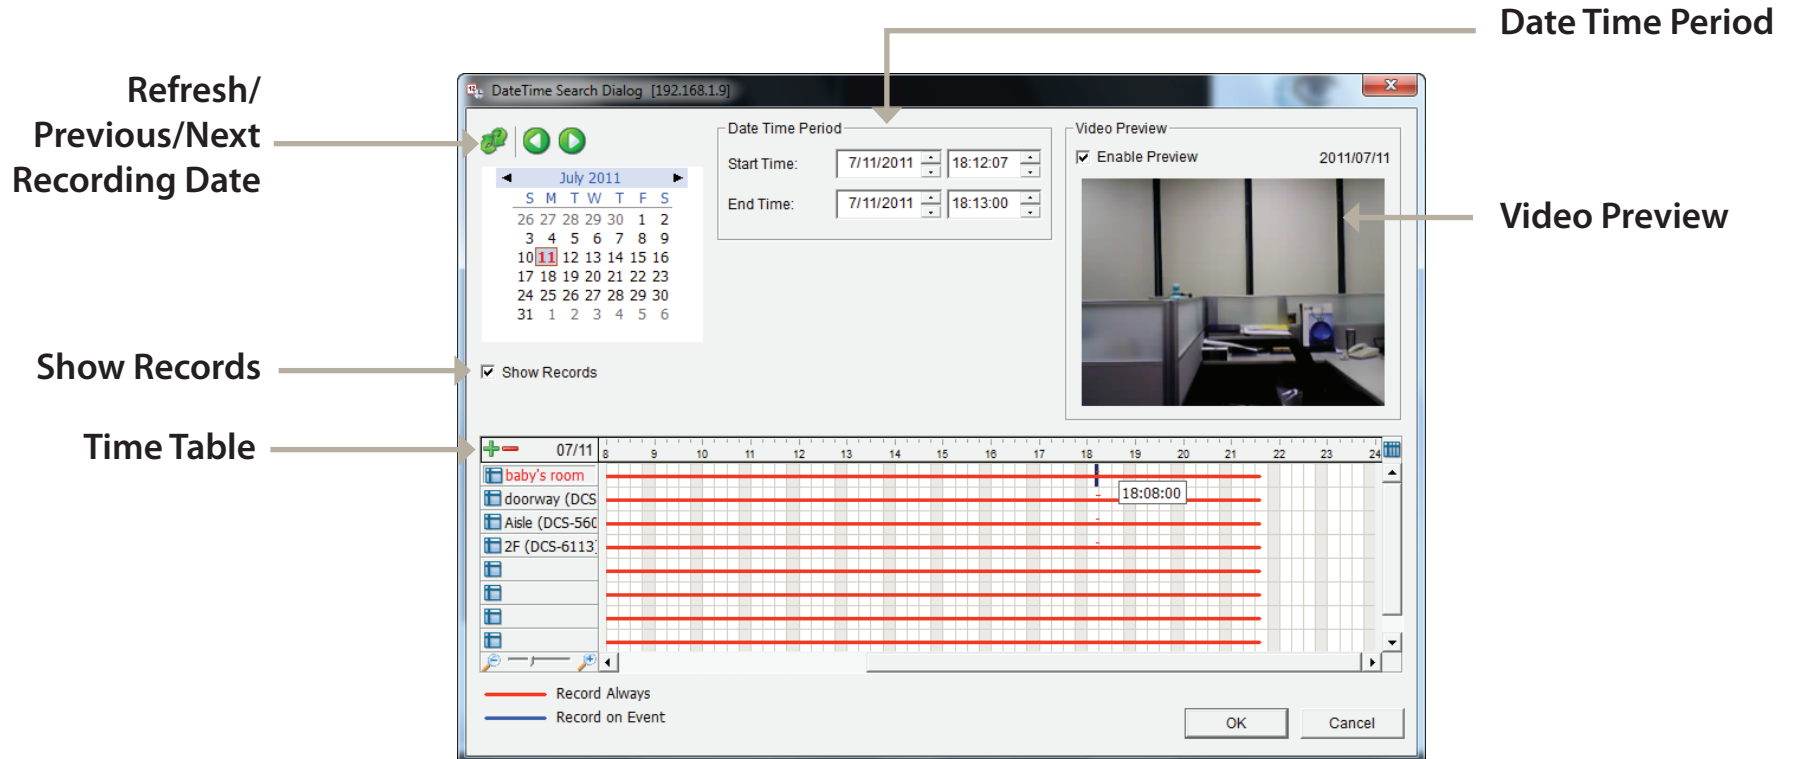 Date Time Period
Refresh/
Previous/Next
Recording Date
DateTime Search Dialog [192.168.1.9]
Date Time Period
Start Time: 7/11/2011 18:12:07
End Time: 7/11/2011 18:13:00
Video Preview
Enable Preview 2011/07/11
Video Preview
July 2011
S M T W T F S
26 27 28 29 30 1 2
3 4 5 6 7 8 9
10 11 12 13 14 15 16
17 18 19 20 21 22 23
24 25 26 27 28 29 30
31 1 2 3 4 5 6
Show Records
Show Records
Time Table
07/11 8 9 10 11 12 13 14 15 16 17 18 19 20 21 22 23 24
baby's room
18:08:00
doorway (DCS
Aisle (DCS-560
2F (DCS-6113)
Record Always
Record on Event
OK Cancel